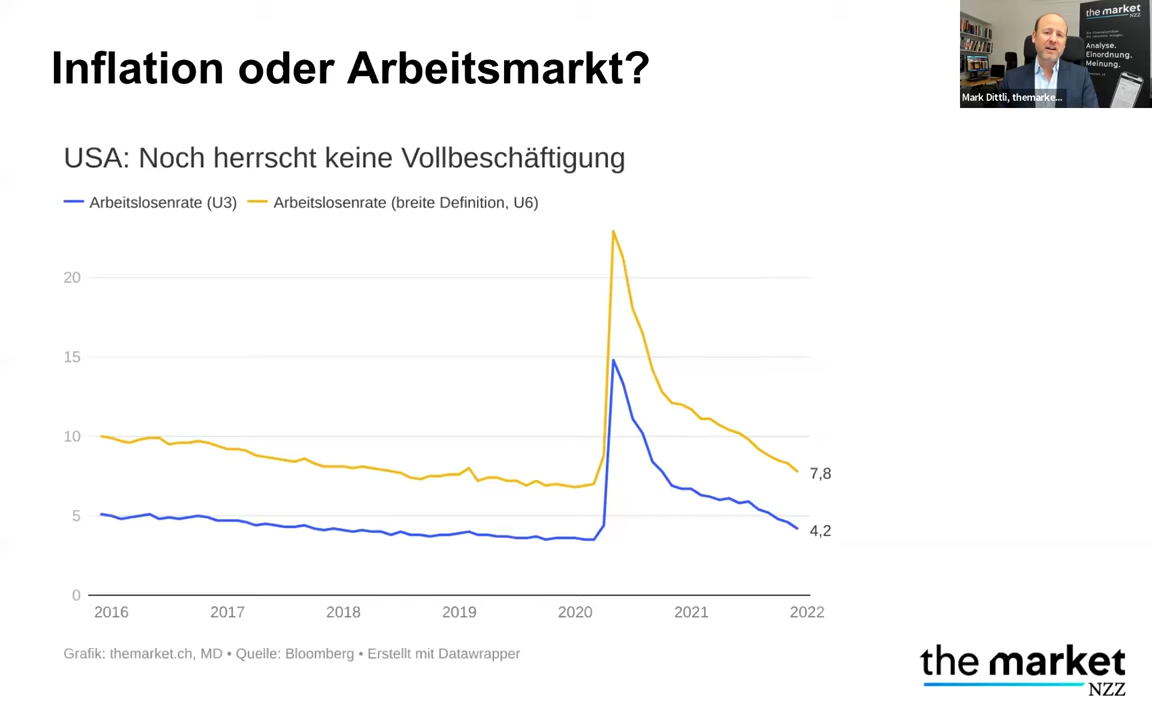 Inflation oder Arbeitsmarkt?
the market
NZZ
Analyse.
Einordnung.
Meinung.
Mark Dittli, themarke...
USA: Noch herrscht keine Vollbeschäftigung
Arbeitslosenrate (U3) Arbeitslosenrate (breite Definition, U6)
20
15
10
5
0
7,8
4,2
2016 2017 2018 2019 2020 2021 2022
Grafik: themarket.ch, MD • Quelle: Bloomberg • Erstellt mit Datawrapper
the market
NZZ